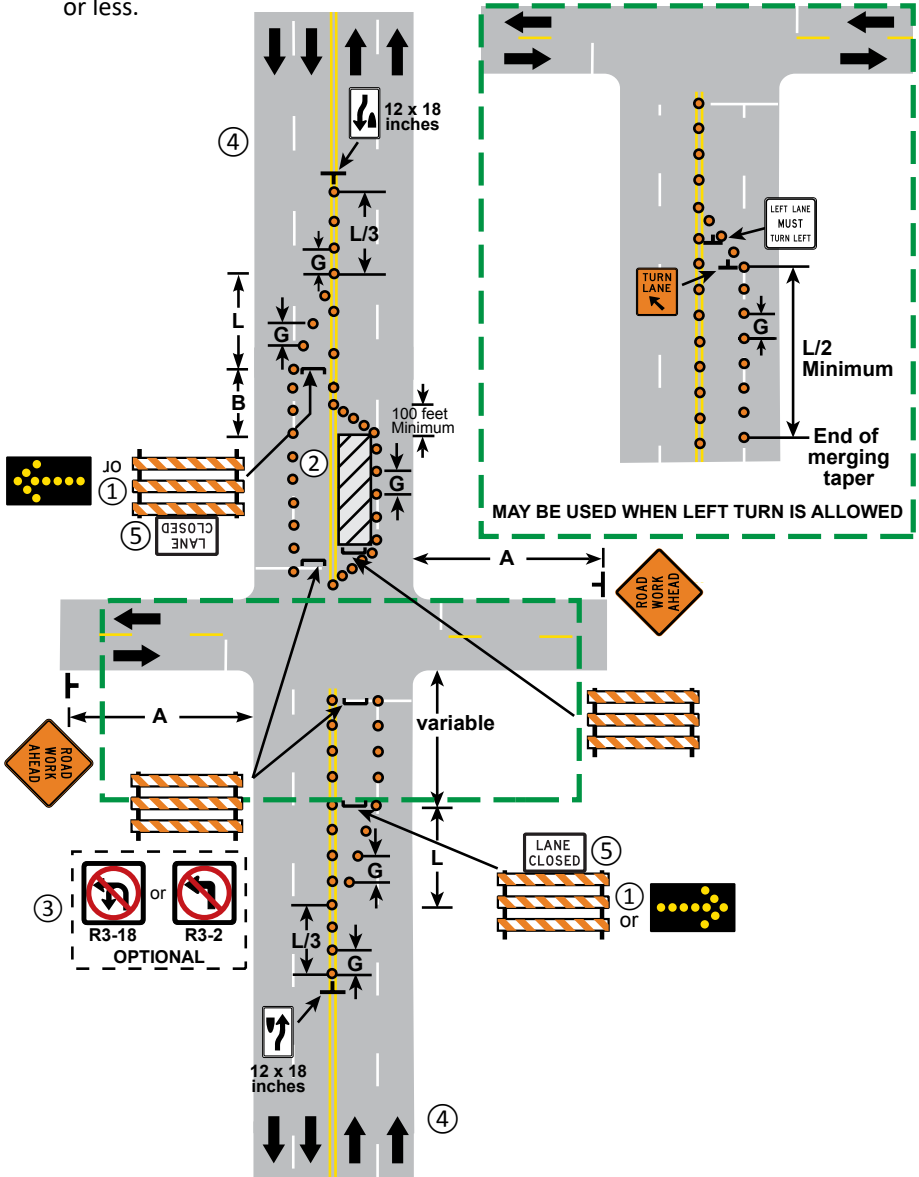 or less.
④
12 x 18
inches
L/3
G
L
G
B
100 feet
Minimum
②
G
or
①
⑤
LANE
CLOSED
A
ROAD
WORK
AHEAD
LEFT LANE
MUST
TURN LEFT
TURN
LANE
G
L/2
Minimum
End of
merging
taper
MAY BE USED WHEN LEFT TURN IS ALLOWED
A
ROAD
WORK
AHEAD
variable
L
G
LANE
CLOSED
⑤
①
or
③
or
R3-18
R3-2
OPTIONAL
L/3
G
12 x 18
inches
④